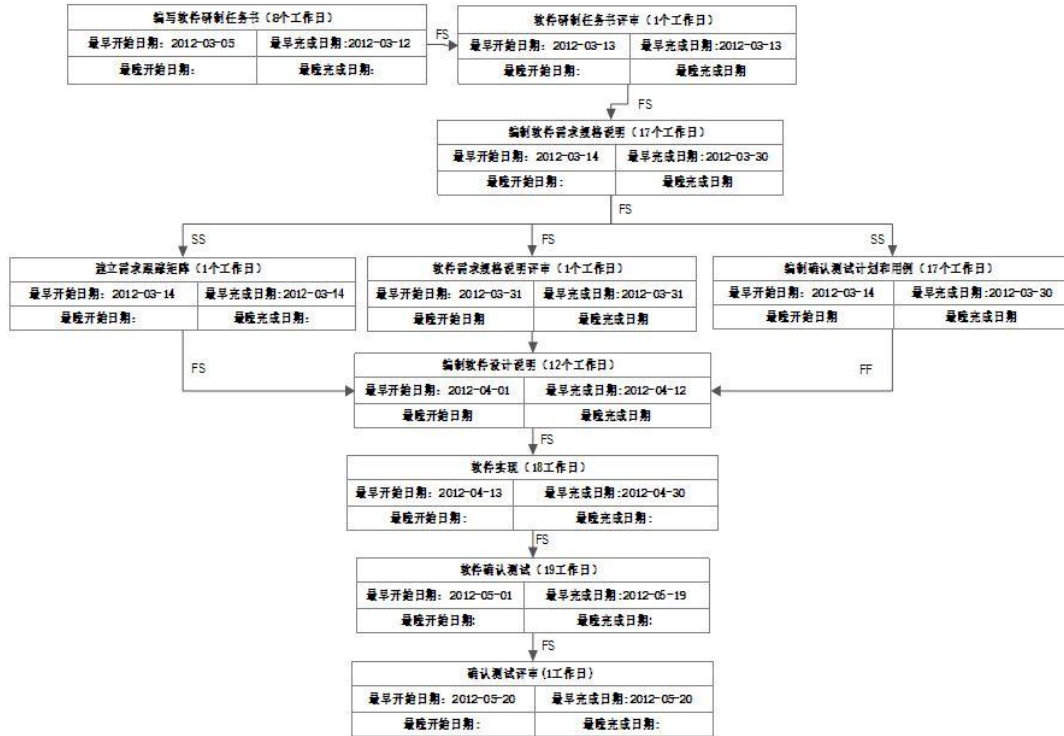 编写软件研制任务书（8个工作日）
最早开始日期：2012-03-05 最早完成日期:2012-03-12
最晚开始日期: 最晚完成日期:
FS
软件研制任务书评审（1个工作日）
最早开始日期：2012-03-13 最早完成日期:2012-03-13
最晚开始日期: 最晚完成日期
FS
编制软件需求规格说明（17个工作日）
最早开始日期：2012-03-14 最早完成日期:2012-03-30
最晚开始日期: 最晚完成日期
FS
SS
FS
SS
建立需求跟踪矩阵（1个工作日）
最早开始日期：2012-03-14 最早完成日期:2012-03-14
最晚开始日期: 最晚完成日期:
软件需求规格说明评审（1个工作日）
最早开始日期：2012-03-31 最早完成日期:2012-03-31
最晚开始日期 最晚完成日期
编制确认测试计划和用例（17个工作日）
最早开始日期：2012-03-14 最早完成日期:2012-03-30
最晚开始日期 最晚完成日期
FS
FF
编制软件设计说明（12个工作日）
最早开始日期：2012-04-01 最早完成日期:2012-04-12
最晚开始日期 最晚完成日期
FS
软件实现（18工作日）
最早开始日期：2012-04-13 最早完成日期:2012-04-30
最晚开始日期: 最晚完成日期:
FS
软件确认测试（19工作日）
最早开始日期：2012-05-01 最早完成日期:2012-05-19
最晚开始日期: 最晚完成日期:
FS
确认测试评审(1工作日)
最早开始日期：2012-05-20 最早完成日期:2012-05-20
最晚开始日期: 最晚完成日期: